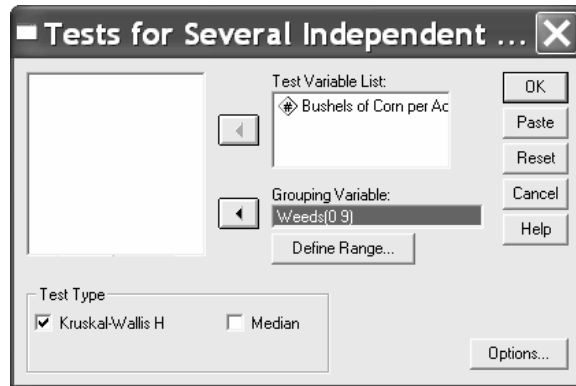 Tests for Several Independent ...
Test Variable List:
Bushels of Corn per Ac
OK
Paste
Reset
Cancel
Help
Grouping Variable:
Weeds(0 9)
Define Range...
Test Type
Kruskal-Wallis H
Median
Options...